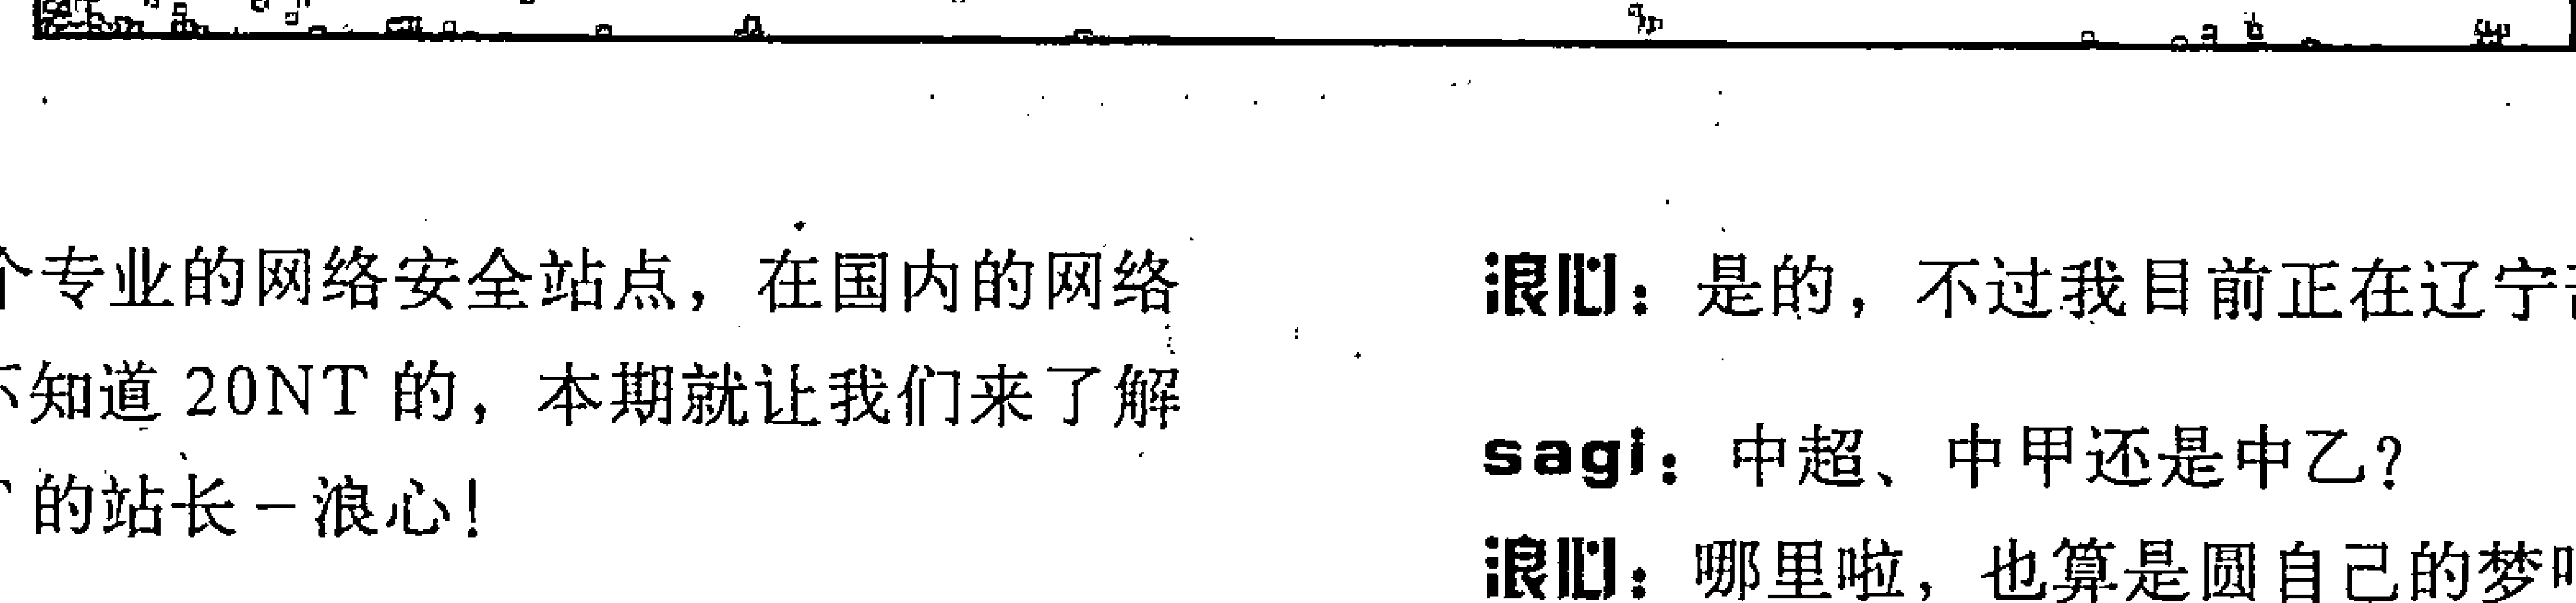 个专业的网络安全站点，在国内的网络
不知道 20NT 的，本期就让我们来了解
的站长－浪心！
浪心：是的，不过我目前正在辽宁
sagi：中超、中甲还是中乙？
浪心：哪里啦，也算是圆自己的梦